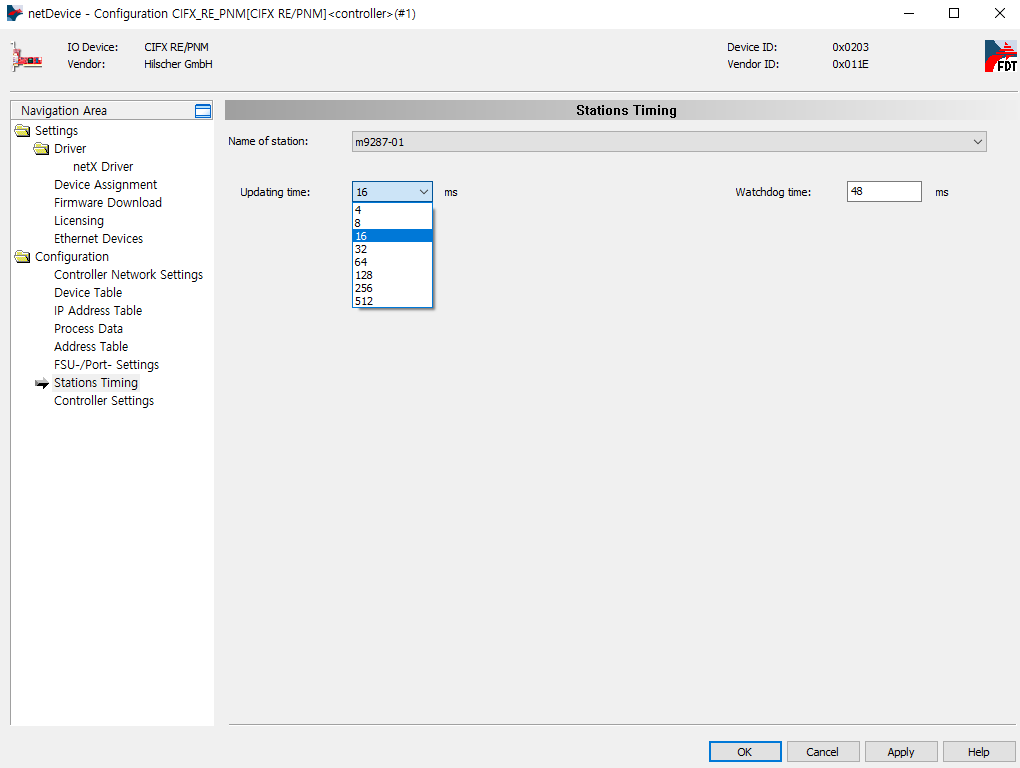 netDevice - Configuration CIFX_RE_PNM[CIFX RE/PNM]<controller>(#1)
IO Device: CIFX RE/PNM Device ID: 0x0203
Vendor: Hilscher GmbH Vendor ID: 0x011E
FDT
Navigation Area
Settings
Driver
netX Driver
Device Assignment
Firmware Download
Licensing
Ethernet Devices
Configuration
Controller Network Settings
Device Table
IP Address Table
Process Data
Address Table
FSU-/Port- Settings
Stations Timing
Controller Settings
Stations Timing
Name of station: m9287-01
Updating time: 16 ms Watchdog time: 48 ms
4
8
16
32
64
128
256
512
OK Cancel Apply Help